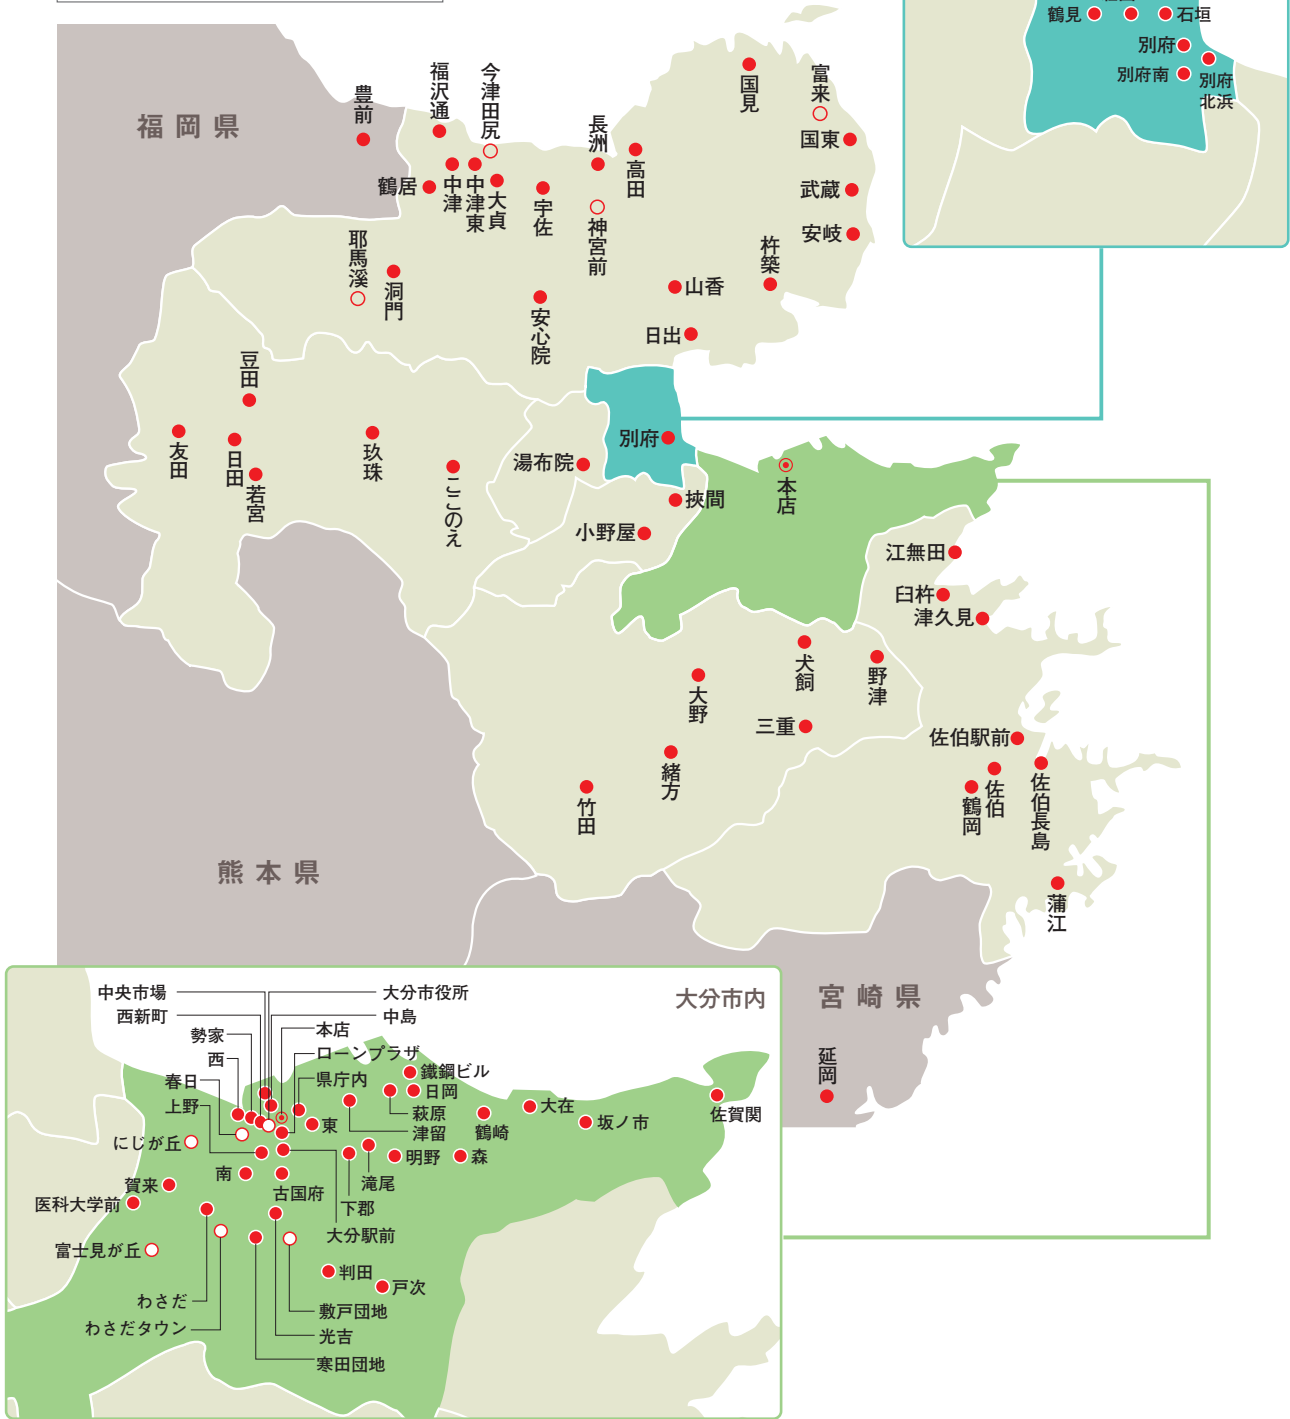 鶴見
石垣
別府
別府南
別府
北浜
福岡県
豊前
福沢通
今津田尻
長洲
国見
富来
国東
鶴居
中津
中津東
大貞
宇佐
神宮前
高田
武蔵
安岐
耶馬溪
洞門
安心院
山香
杵築
日出
豆田
友田
日田
若宮
玖珠
ここのえ
湯布院
別府
挾間
小野屋
本店
江無田
臼杵
津久見
大野
犬飼
野津
三重
緒方
竹田
佐伯駅前
佐伯
鶴岡
佐伯長島
蒲江
熊本県
宮崎県
延岡
大分市内
中央市場
大分市役所
西新町
中島
勢家
本店
西
ローンプラザ
春日
県庁内
上野
鐵鋼ビル
日岡
萩原
津留
東
鶴崎
大在
坂ノ市
佐賀関
にじが丘
明野
森
南
滝尾
賀来
古国府
下郡
医科大学前
大分駅前
富士見が丘
判田
戸次
わさだ
敷戸団地
わさだタウン
光吉
寒田団地